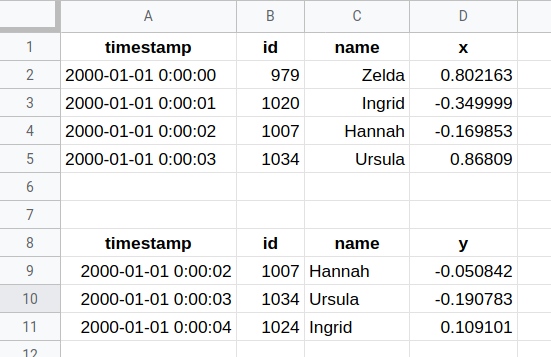 A B C D
1 timestamp id name x
2 2000-01-01 0:00:00 979 Zelda 0.802163
3 2000-01-01 0:00:01 1020 Ingrid -0.349999
4 2000-01-01 0:00:02 1007 Hannah -0.169853
5 2000-01-01 0:00:03 1034 Ursula 0.86809
6
7
8 timestamp id name y
9 2000-01-01 0:00:02 1007 Hannah -0.050842
10 2000-01-01 0:00:03 1034 Ursula -0.190783
11 2000-01-01 0:00:04 1024 Ingrid 0.109101
12